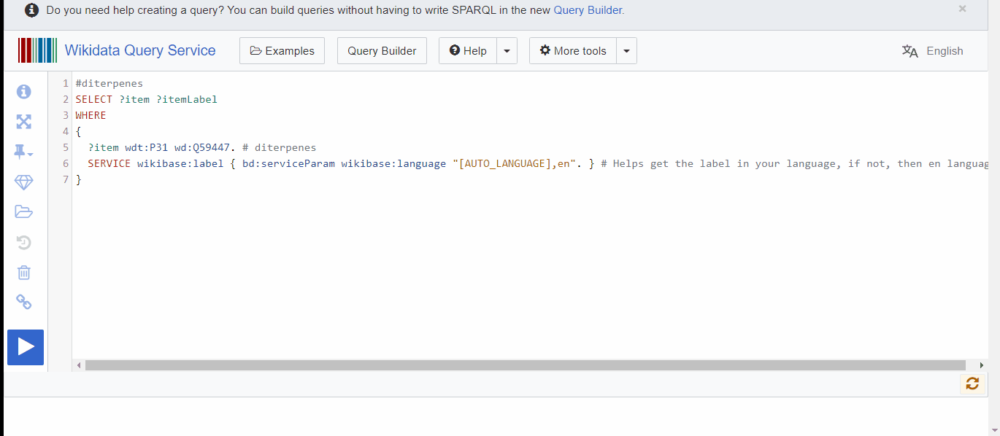 Do you need help creating a query? You can build queries without having to write SPARQL in the new Query Builder.
Wikidata Query Service
Examples
Query Builder
Help
More tools
English
1 #diterpenes
2 SELECT ?item ?itemLabel
3 WHERE
4 {
5 ?item wdt:P31 wd:Q59447. # diterpenes
6 SERVICE wikibase:label { bd:serviceParam wikibase:language "[AUTO_LANGUAGE],en". } # Helps get the label in your language, if not, then en languag
7 }